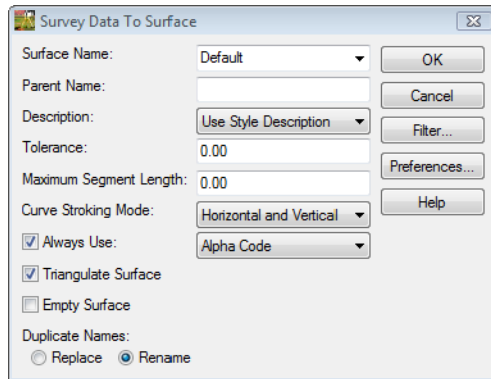 Survey Data To Surface
Surface Name: Default
OK
Parent Name:
Cancel
Description: Use Style Description
Filter...
Tolerance: 0.00
Preferences...
Maximum Segment Length: 0.00
Help
Curve Stroking Mode: Horizontal and Vertical
Always Use: Alpha Code
Triangulate Surface
Empty Surface
Duplicate Names:
Replace Rename